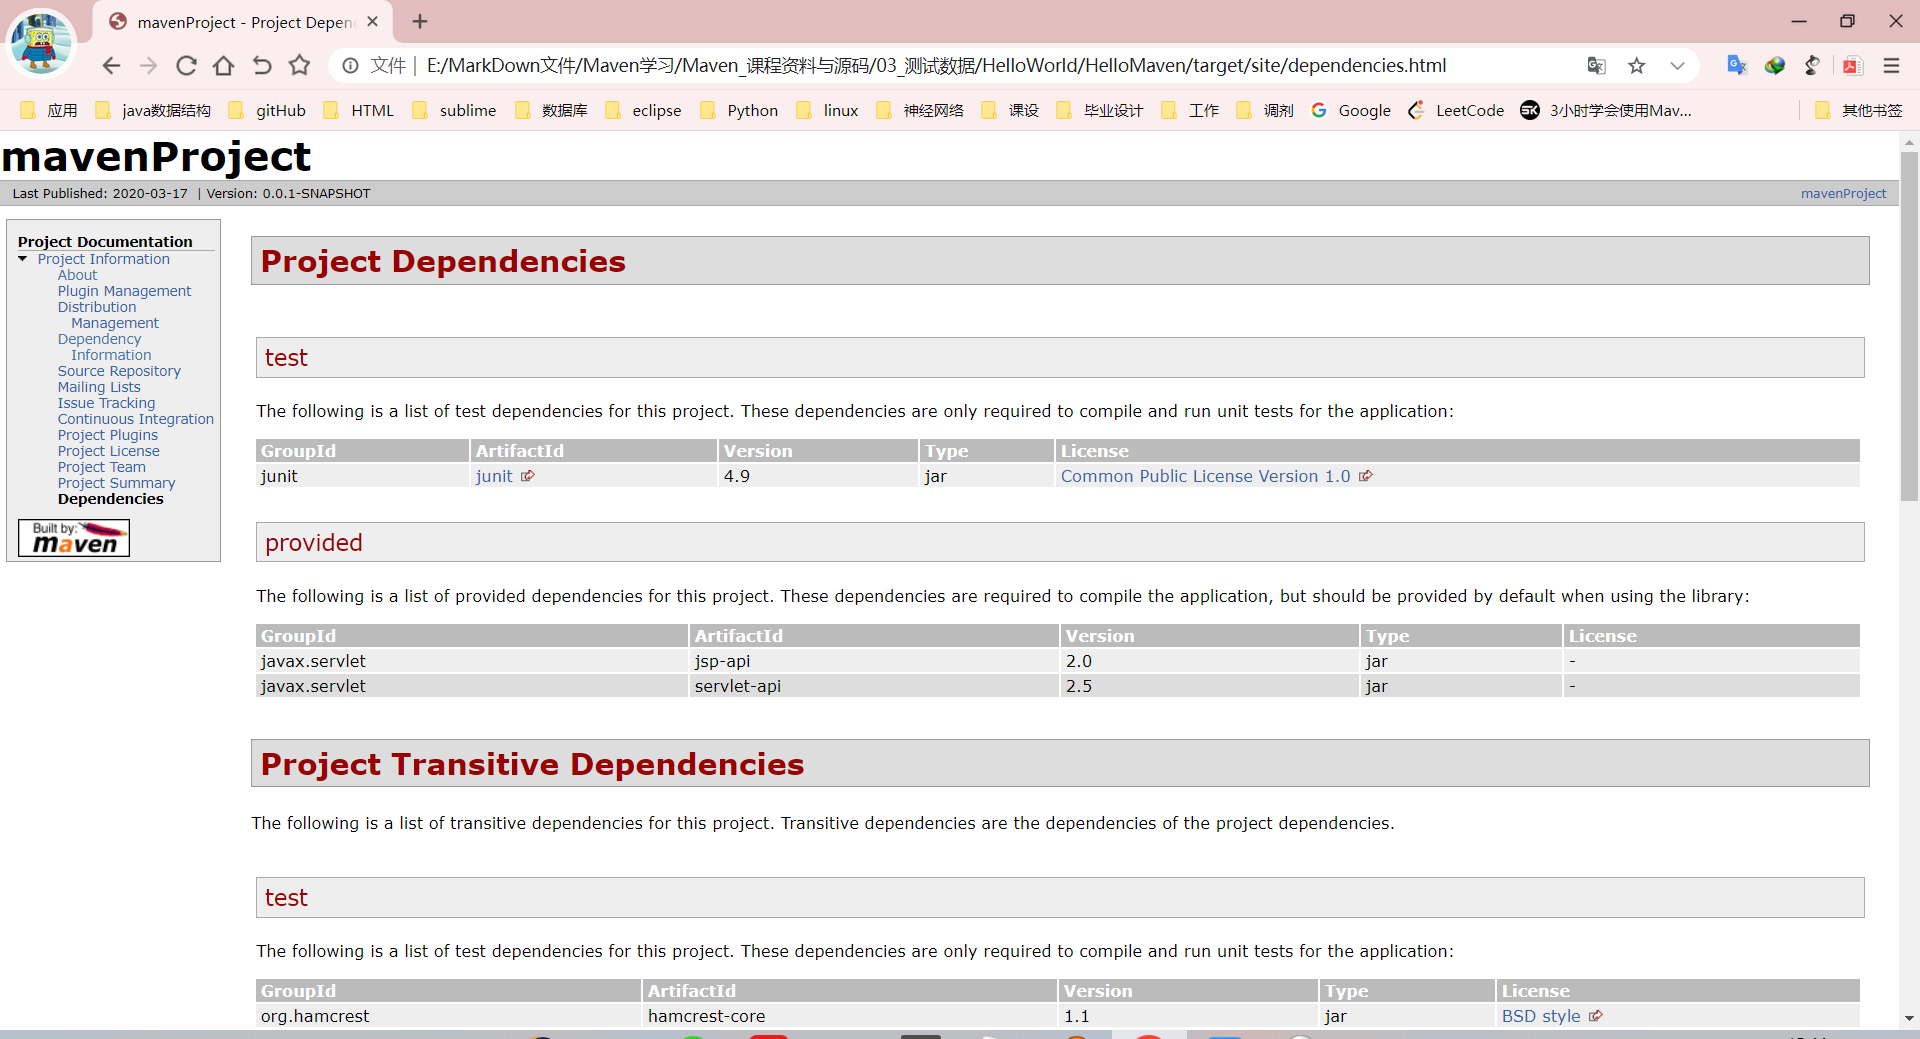 mavenProject - Project Depen
文件 | E:/MarkDown文件/Maven学习/Maven_课程资料与源码/03_测试数据/HelloWorld/HelloMaven/target/site/dependencies.html
应用 java数据结构 gitHub HTML sublime 数据库 eclipse Python linux 神经网络 课设 毕业设计 工作 调剂 Google LeetCode 3小时学会使用Mav... 其他书签
mavenProject
Last Published: 2020-03-17 | Version: 0.0.1-SNAPSHOT mavenProject
Project Documentation
Project Information
About
Plugin Management
Distribution
Management
Dependency
Information
Source Repository
Mailing Lists
Issue Tracking
Continuous Integration
Project Plugins
Project License
Project Team
Project Summary
Dependencies
Built by:
maven
Project Dependencies
test
The following is a list of test dependencies for this project. These dependencies are only required to compile and run unit tests for the application:
GroupId ArtifactId Version Type License
junit junit 4.9 jar Common Public License Version 1.0
provided
The following is a list of provided dependencies for this project. These dependencies are required to compile the application, but should be provided by default when using the library:
GroupId ArtifactId Version Type License
javax.servlet jsp-api 2.0 jar -
javax.servlet servlet-api 2.5 jar -
Project Transitive Dependencies
The following is a list of transitive dependencies for this project. Transitive dependencies are the dependencies of the project dependencies.
test
The following is a list of test dependencies for this project. These dependencies are only required to compile and run unit tests for the application:
GroupId ArtifactId Version Type License
org.hamcrest hamcrest-core 1.1 jar BSD style